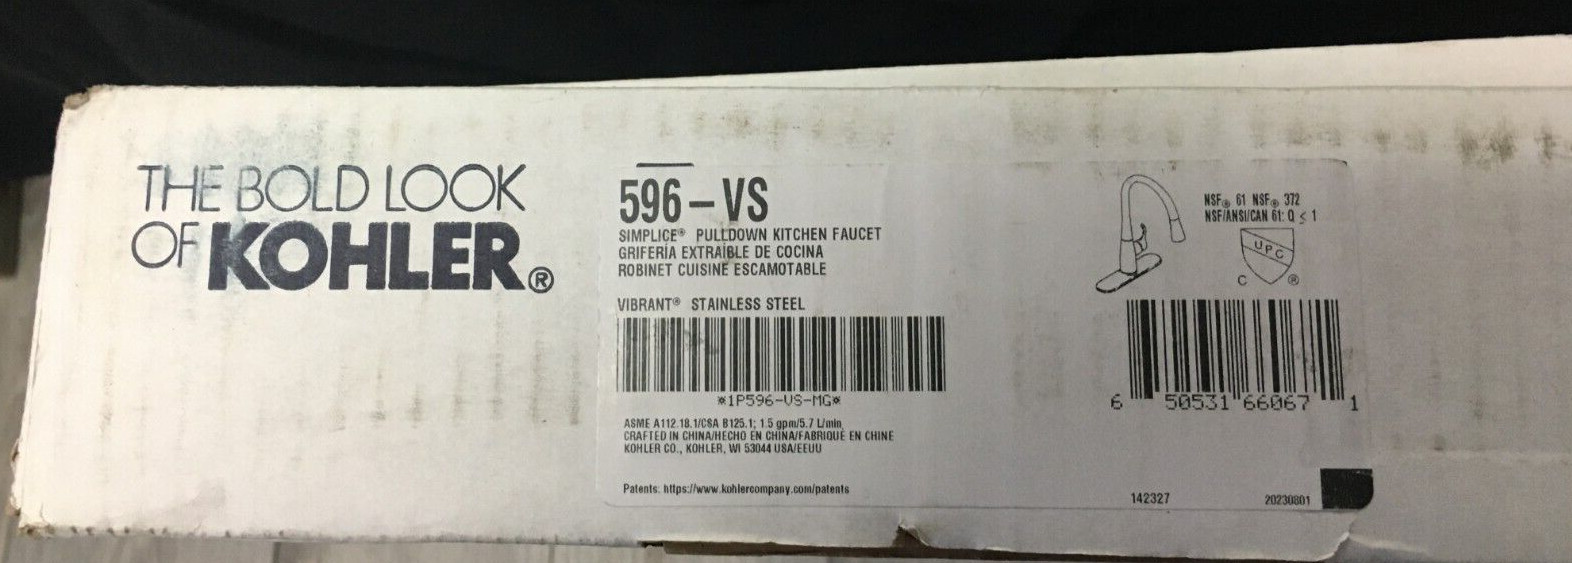 THE BOLD LOOK
OF KOHLER®
596-VS
SIMPLICE® PULLDOWN KITCHEN FAUCET
GRIFERÍA EXTRAÍBLE DE COCINA
ROBINET CUISINE ESCAMOTABLE
VIBRANT® STAINLESS STEEL
*1P596-VS-MG*
ASME A112.18.1/CSA B125.1; 1.5 gpm/5.7 L/min
CRAFTED IN CHINA/HECHO EN CHINA/FABRIQUÉ EN CHINE
KOHLER CO., KOHLER, WI 53044 USA/EEUU
Patents: https://www.kohlercompany.com/patents
NSF® 61 NSF® 372
NSF/ANSI/CAN 61: Q ≤ 1
UPC
C ®
6 50531 66067 1
142327 20230801